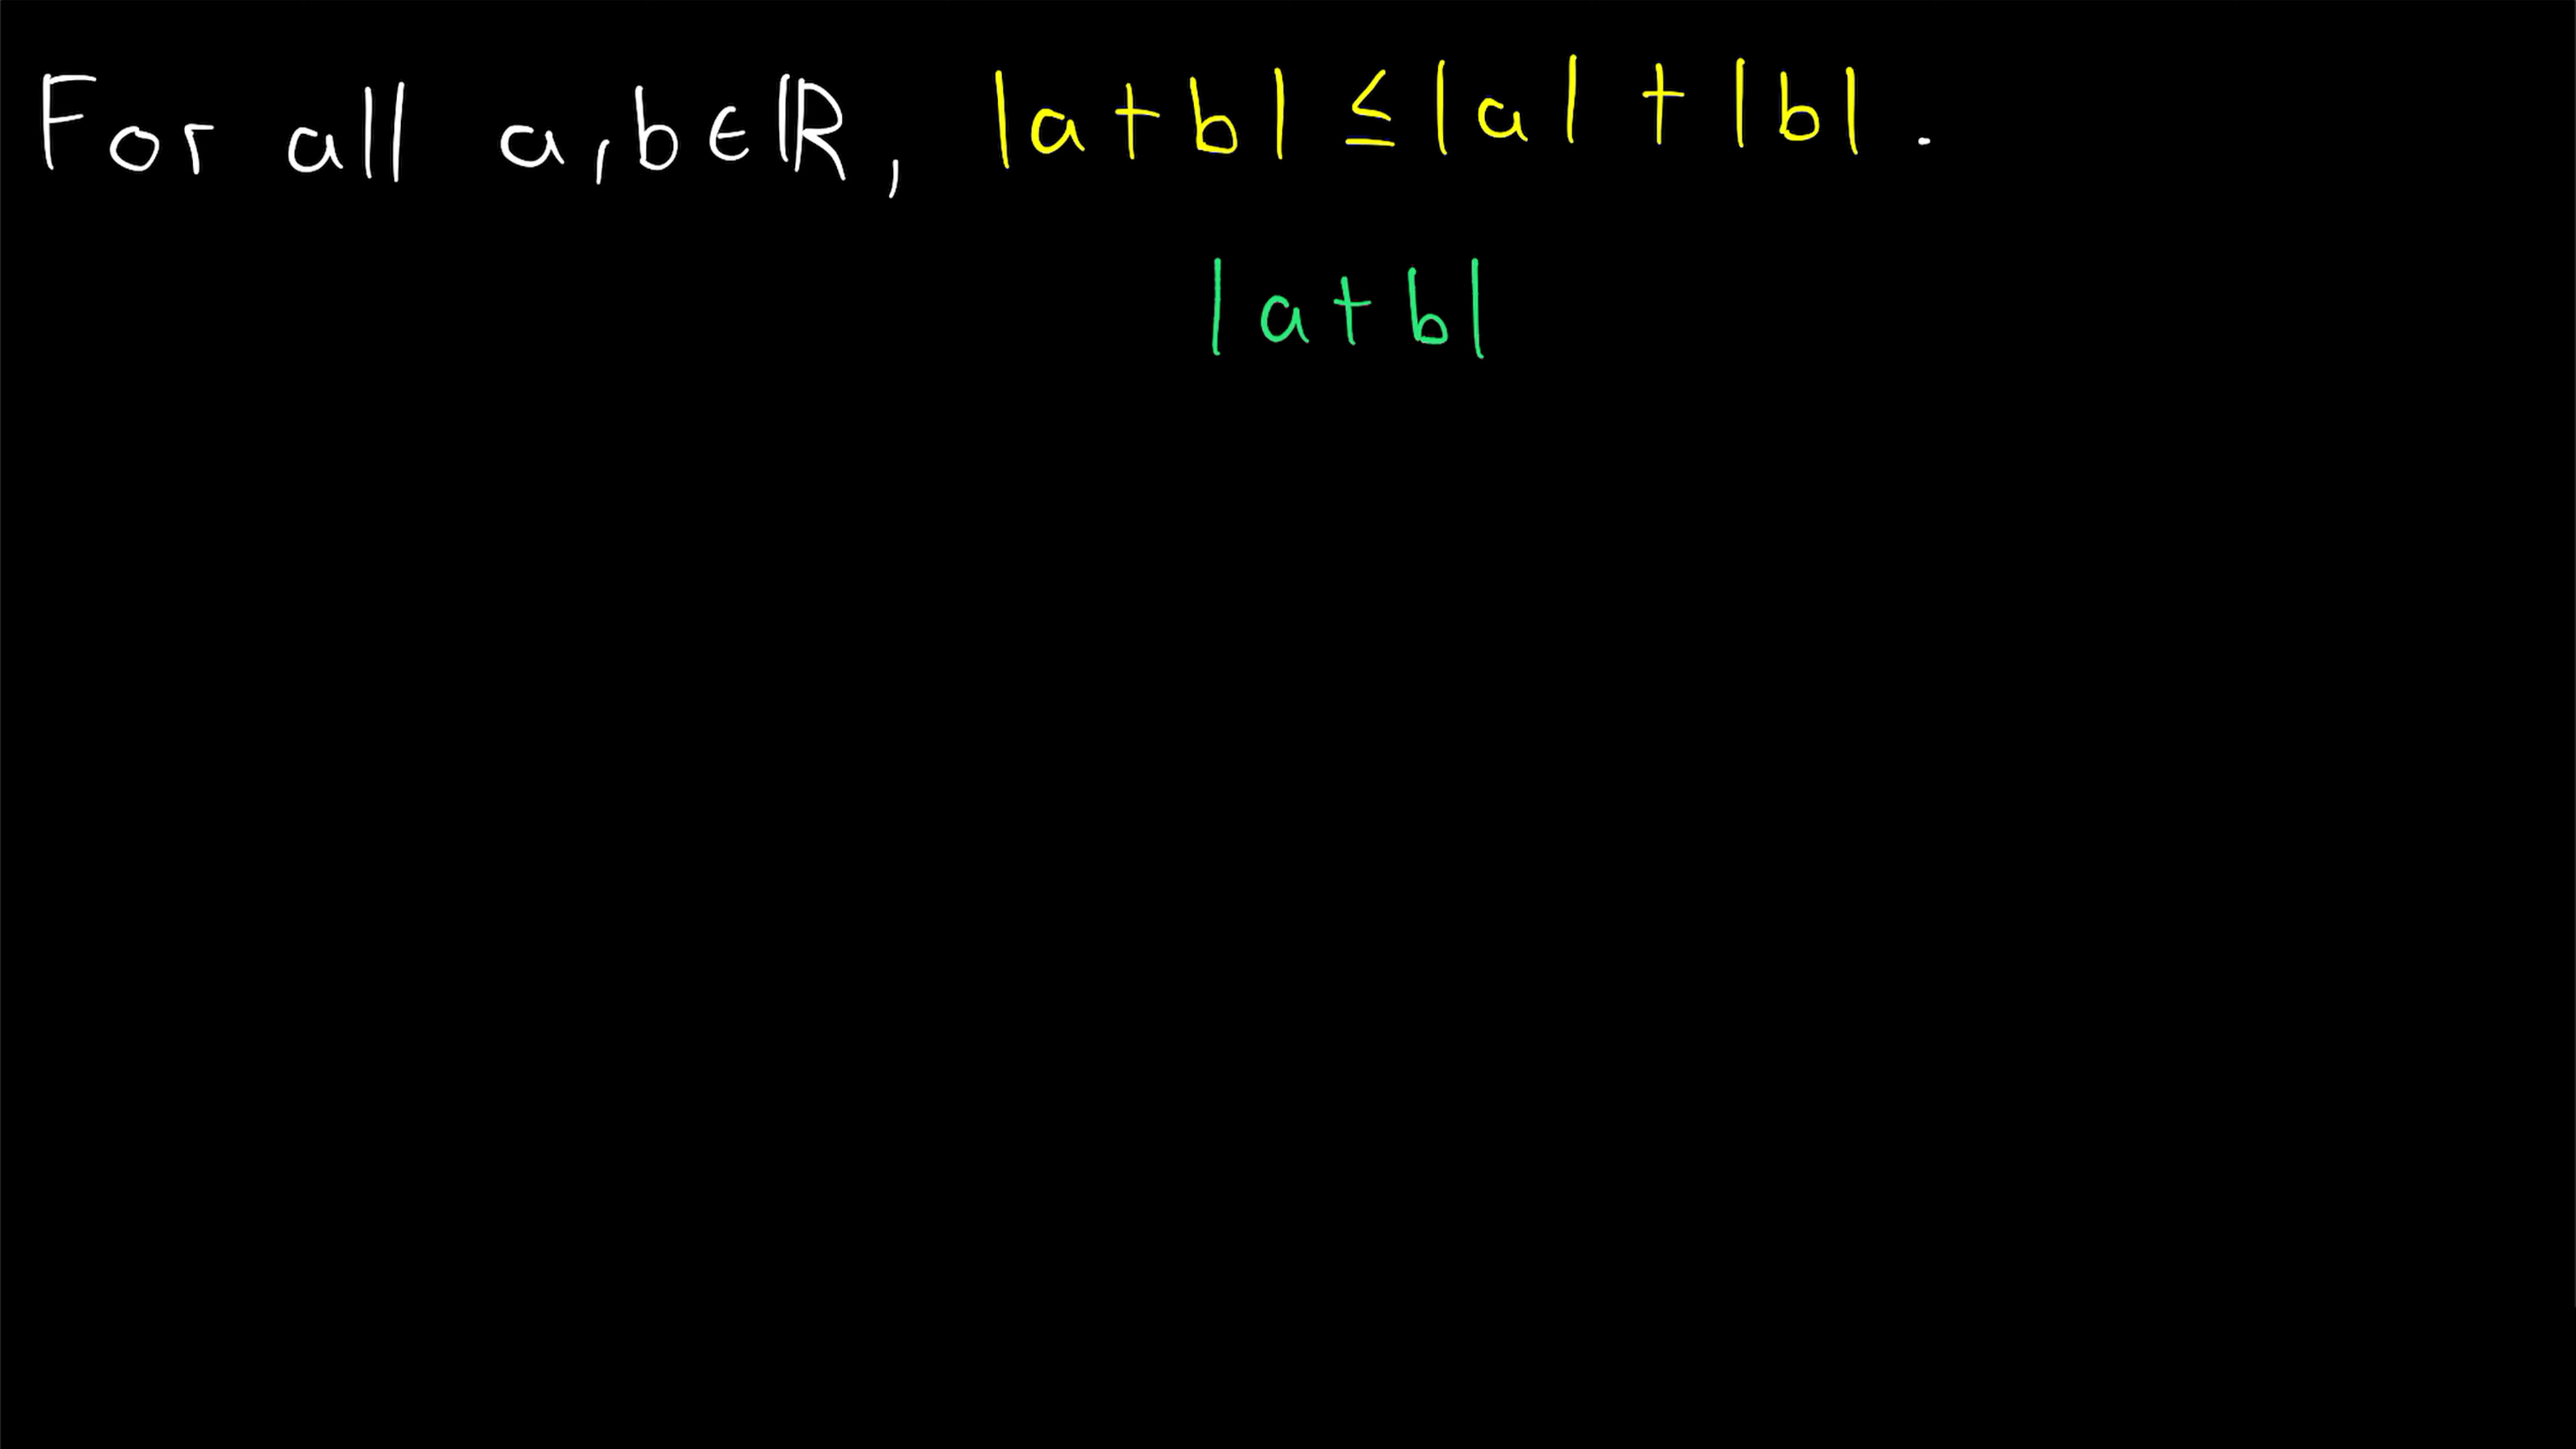 For all a,b∈ℝ, |a+b| ≤ |a| + |b|.
|a+b|